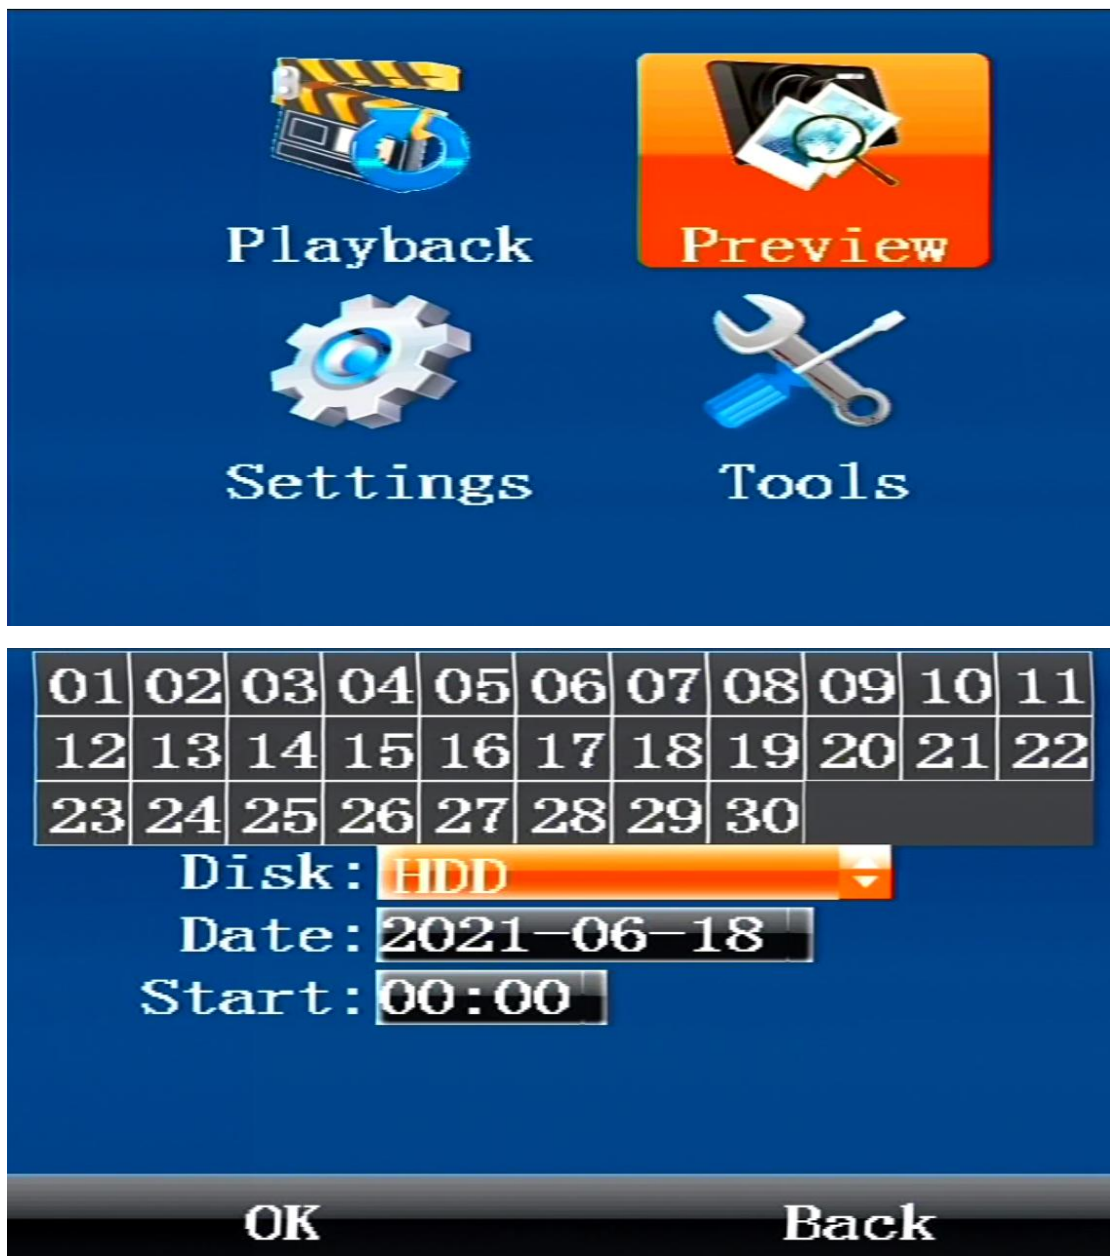 Playback Preview
Settings Tools
01 02 03 04 05 06 07 08 09 10 11
12 13 14 15 16 17 18 19 20 21 22
23 24 25 26 27 28 29 30
Disk: HDD
Date: 2021-06-18
Start: 00:00
OK Back